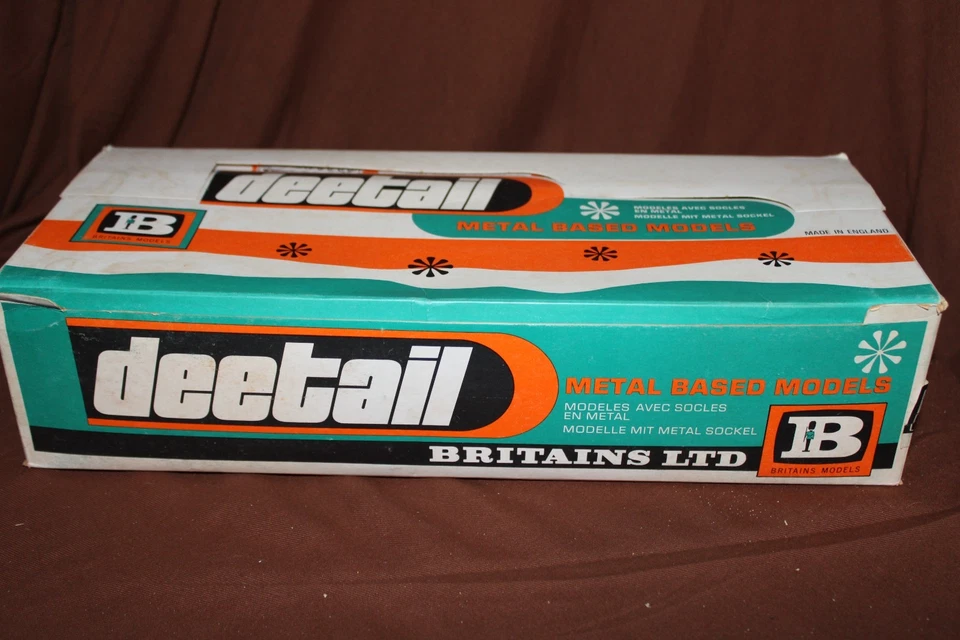 deetail
MODELES AVEC SOCLES
EN METAL
MODELLE MIT METAL SOCKEL
METAL BASED MODELS
MADE IN ENGLAND
B
BRITAINS MODELS
deetail
METAL BASED MODELS
MODELES AVEC SOCLES
EN METAL
MODELLE MIT METAL SOCKEL
BRITAINS LTD
B
BRITAINS MODELS